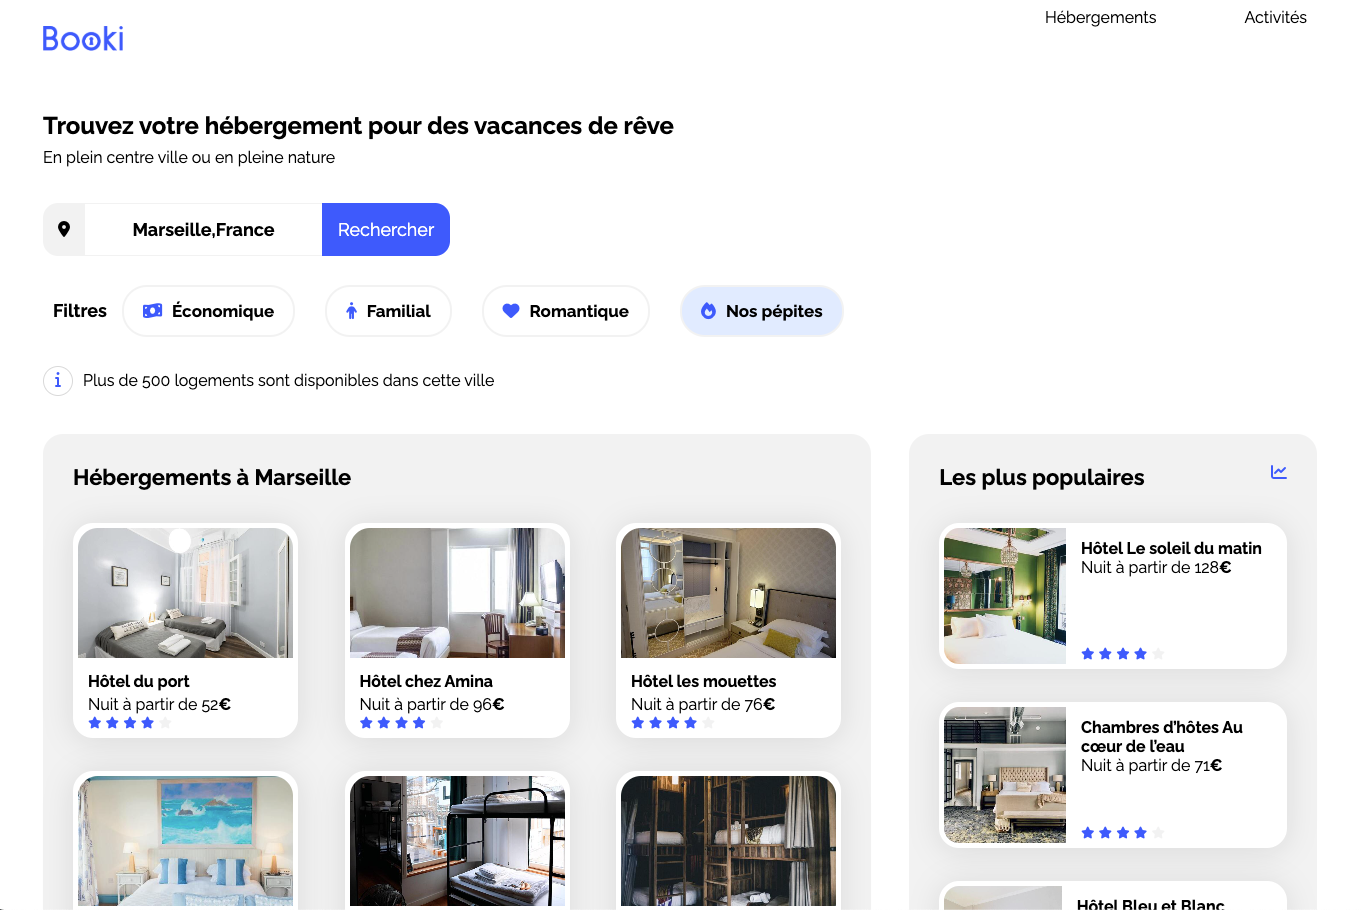 Booki
Hébergements
Activités
Trouvez votre hébergement pour des vacances de rêve
En plein centre ville ou en pleine nature
Marseille,France
Rechercher
Filtres
Économique
Familial
Romantique
Nos pépites
Plus de 500 logements sont disponibles dans cette ville
Hébergements à Marseille
Hôtel du port
Nuit à partir de 52€
Hôtel chez Amina
Nuit à partir de 96€
Hôtel les mouettes
Nuit à partir de 76€
Les plus populaires
Hôtel Le soleil du matin
Nuit à partir de 128€
Chambres d’hôtes Au
cœur de l’eau
Nuit à partir de 71€
Hôtel Bleu et Blanc